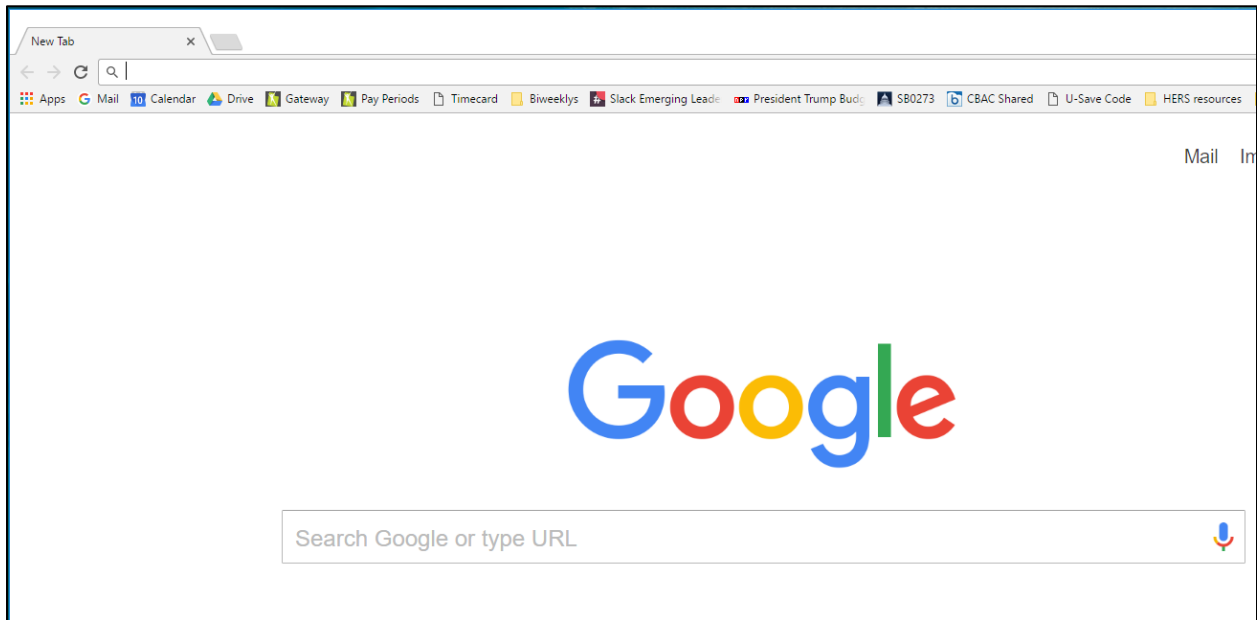 New Tab
Apps Mail Calendar Drive Gateway Pay Periods Timecard Biweeklys Slack Emerging Leade President Trump Budg SB0273 CBAC Shared U-Save Code HERS resources
Mail Im
Google
Search Google or type URL